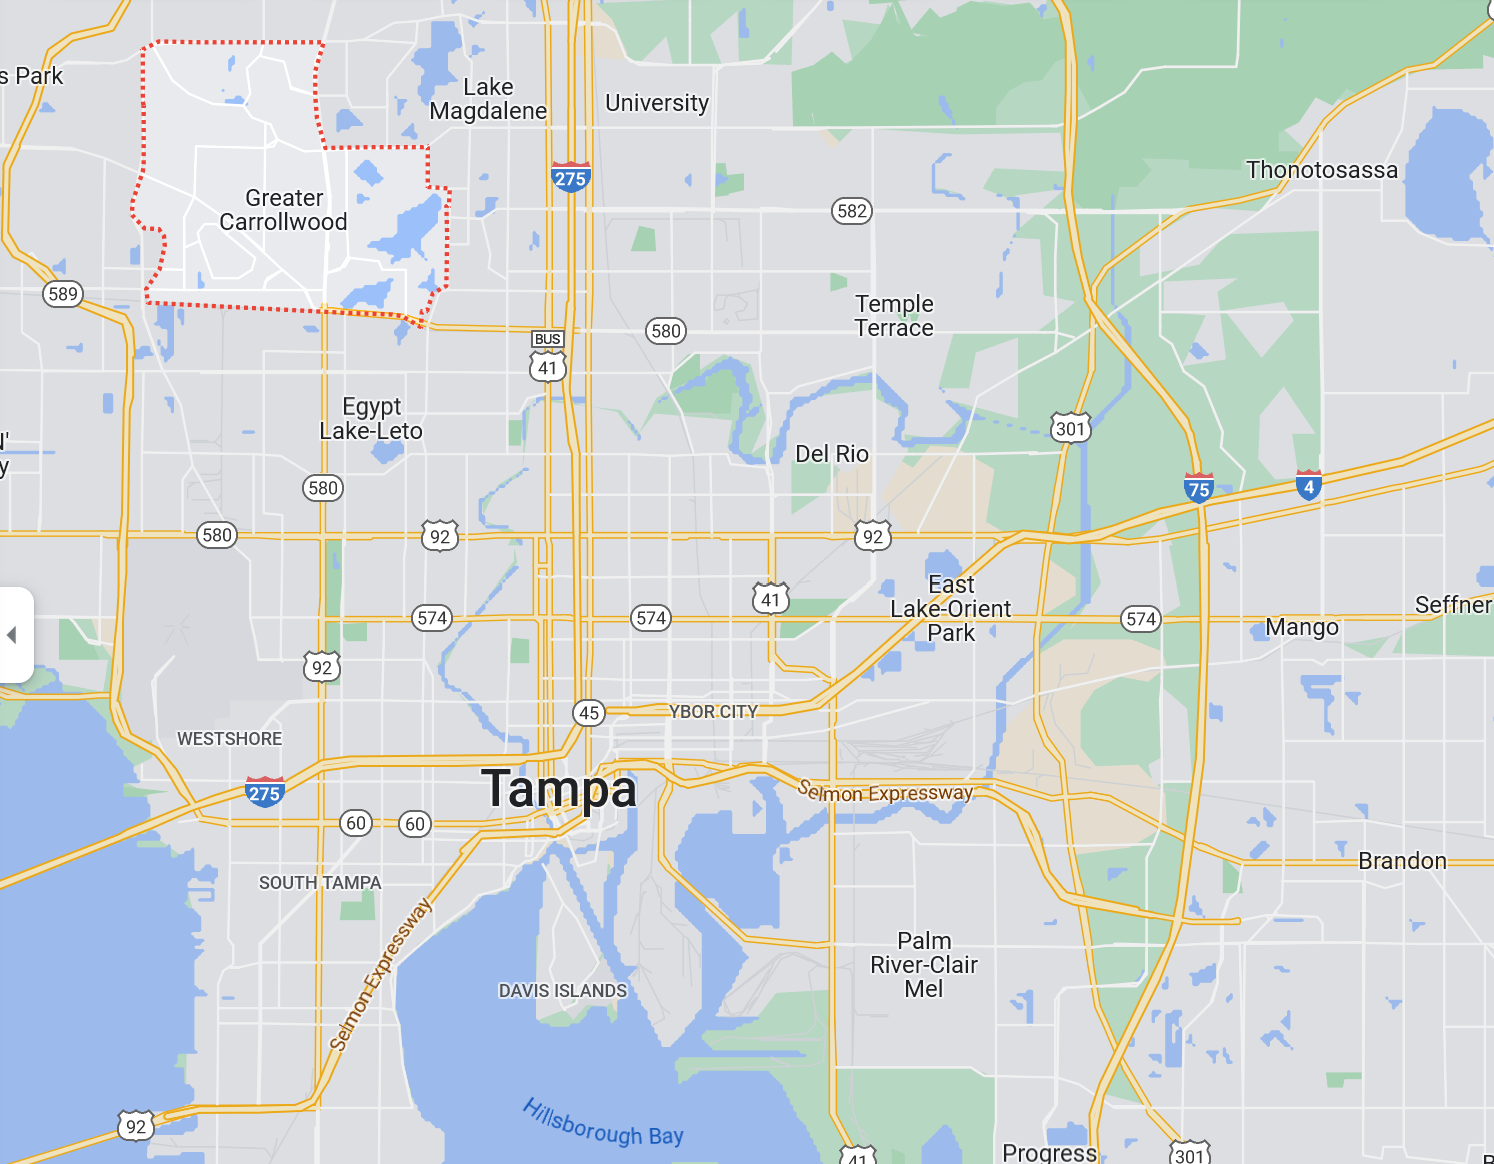 s Park
Lake
Magdalene
University
275
Thonotosassa
Greater
Carrollwood
582
589
Temple
Terrace
580
BUS
41
Egypt
Lake-Leto
301
Del Rio
580
75
4
580
92
92
East
Lake-Orient
Park
41
574
574
574
Seffner
Mango
92
45
YBOR CITY
WESTSHORE
Tampa
275
Selmon Expressway
60
60
Brandon
SOUTH TAMPA
Selmon Expressway
Palm
River-Clair
Mel
DAVIS ISLANDS
Hillsborough Bay
92
41
Progress
301